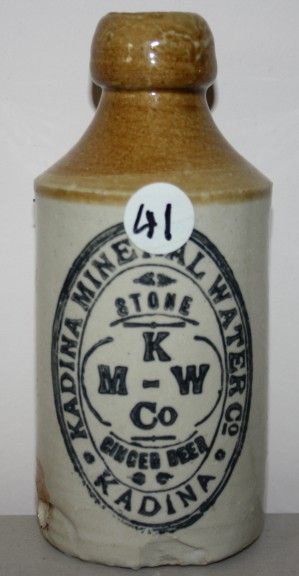 41
KADINA MINERAL WATER Co
STONE
K
M - W
Co
GINGER BEER
KADINA